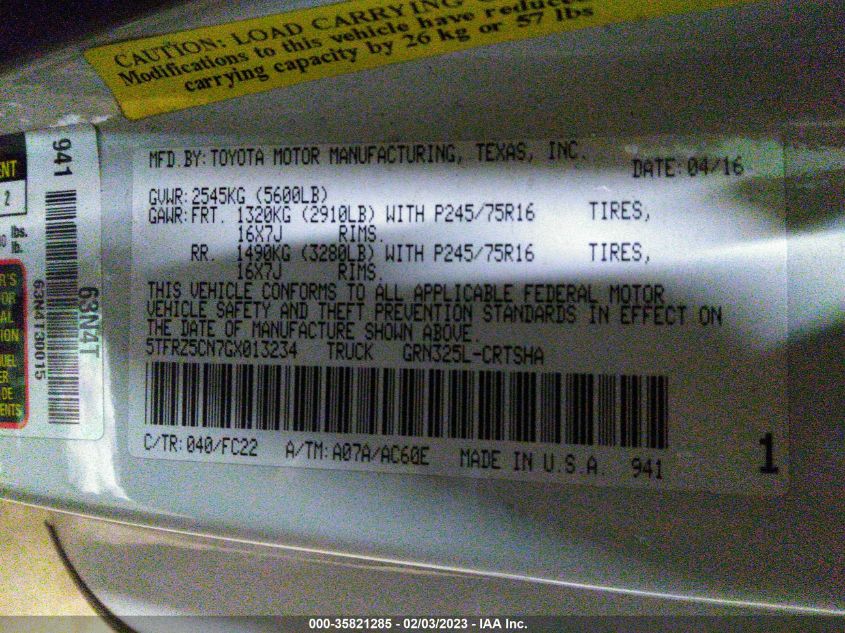 CAUTION: LOAD CARRYING
Modifications to this vehicle have reduced
carrying capacity by 26 kg or 57 lbs
MFD. BY: TOYOTA MOTOR MANUFACTURING, TEXAS, INC.
DATE: 04/16
GVWR: 2545KG (5600LB)
GAWR: FRT. 1320KG (2910LB) WITH P245/75R16 TIRES,
16X7J RIMS.
RR. 1490KG (3280LB) WITH P245/75R16 TIRES,
16X7J RIMS.
THIS VEHICLE CONFORMS TO ALL APPLICABLE FEDERAL MOTOR
VEHICLE SAFETY AND THEFT PREVENTION STANDARDS IN EFFECT ON
THE DATE OF MANUFACTURE SHOWN ABOVE.
5TFRZ5CN7GX013234 TRUCK GRN325L-CRTSHA
C/TR: 040/FC22 A/TM: A07A/AC60E MADE IN U.S.A. 941
1
941
63N4T30015
63N4T
2
lbs.
lb.
000-35821285 - 02/03/2023 - IAA Inc.